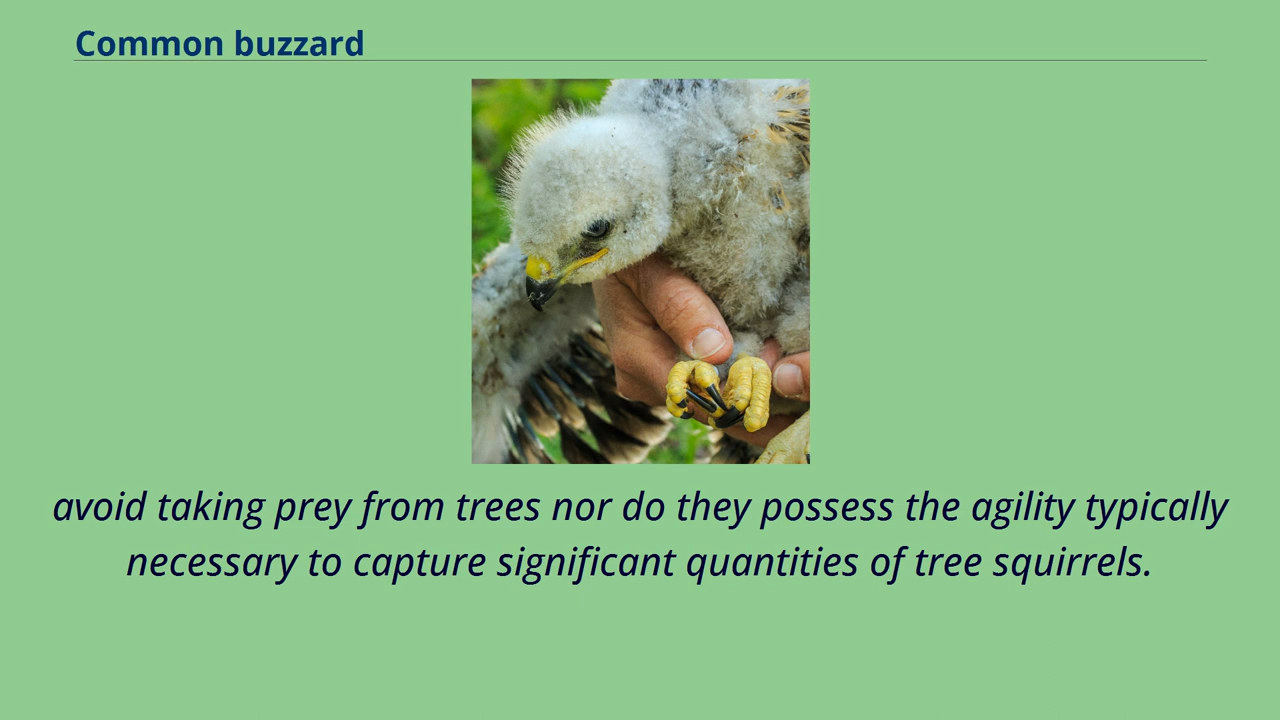 Common buzzard
avoid taking prey from trees nor do they possess the agility typically
necessary to capture significant quantities of tree squirrels.